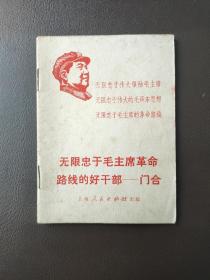 无限忠于伟大领袖毛主席
无限忠于伟大的毛泽东思想
无限忠于毛主席的革命路线
无限忠于毛主席革命
路线的好干部——门合
上海人民出版社